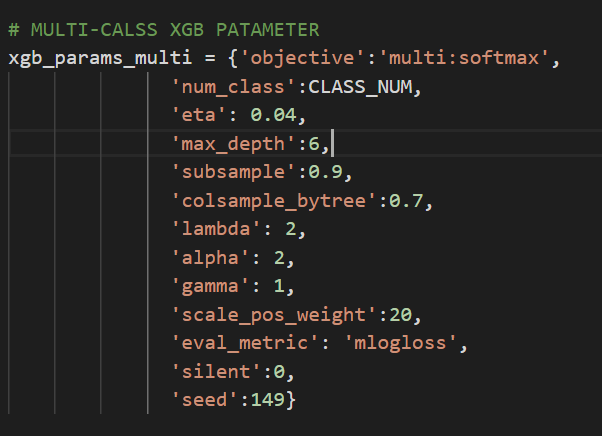 # MULTI-CALSS XGB PATAMETER
xgb_params_multi = {'objective':'multi:softmax',
'num_class':CLASS_NUM,
'eta': 0.04,
'max_depth':6,
'subsample':0.9,
'colsample_bytree':0.7,
'lambda': 2,
'alpha': 2,
'gamma': 1,
'scale_pos_weight':20,
'eval_metric': 'mlogloss',
'silent':0,
'seed':149}